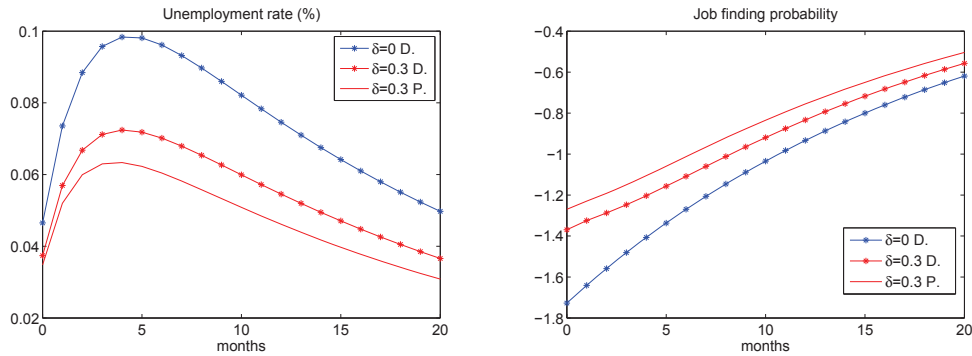 Unemployment rate (%)
0.1
0.08
0.06
0.04
0.02
0
5
10
15
20
months
δ=0 D.
δ=0.3 D.
δ=0.3 P.
Job finding probability
−0.4
−0.6
−0.8
−1
−1.2
−1.4
−1.6
−1.8
0
5
10
15
20
months
δ=0 D.
δ=0.3 D.
δ=0.3 P.